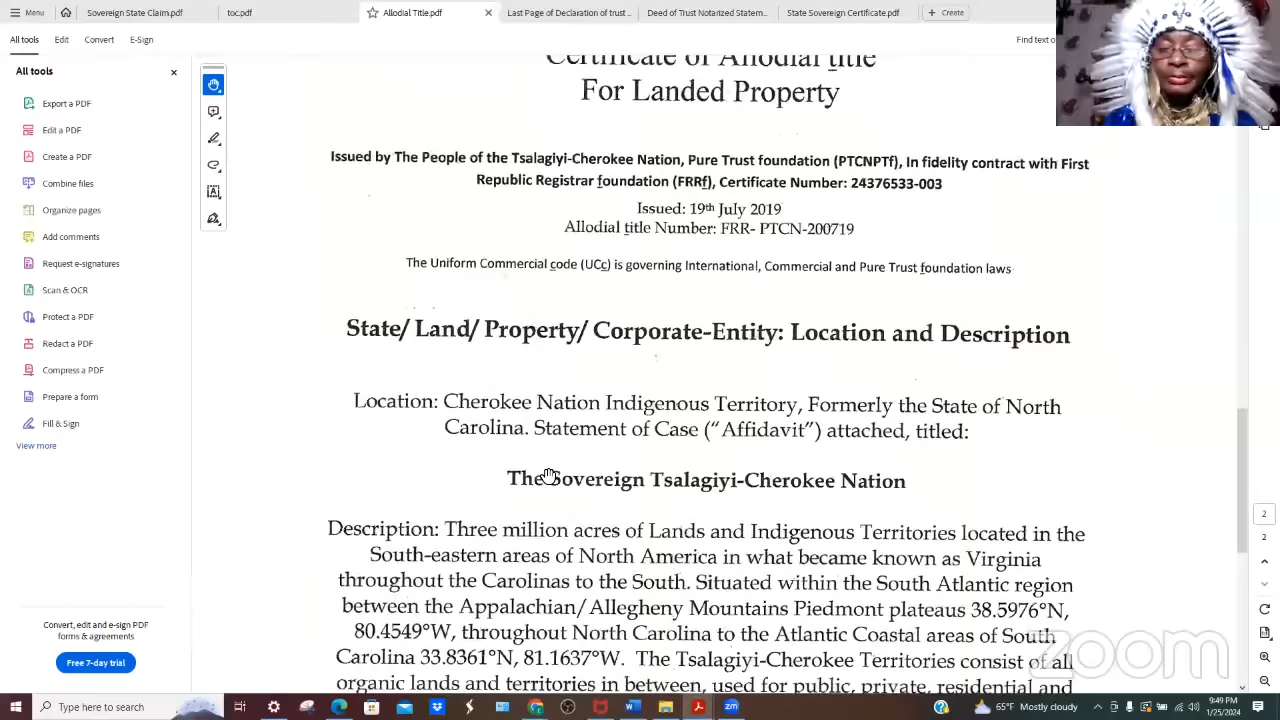 Menu
Sovereign State Claim.pdf
toc.pdf
Allodial Title.pdf
Last Page of Declaration of trust ...
Deed of Trust Notarized Statem...
State Sovereign Certificate.pdf
+ Create
All tools Edit Convert E-Sign
Find text o
All tools
Export a PDF
Edit a PDF
Create a PDF
Combine files
Organize pages
Add comments
Request e-signatures
Scan & OCR
Protect a PDF
Redact a PDF
Compress a PDF
Prepare a form
Fill & Sign
View more
Convert, edit and e-sign PDF
forms & agreements
Free 7-day trial
Certificate of Allodial title
For Landed Property
Issued by The People of the Tsalagiyi-Cherokee Nation, Pure Trust foundation (PTCNPTf), In fidelity contract with First
Republic Registrar foundation (FRRf), Certificate Number: 24376533-003
Issued: 19th July 2019
Allodial title Number: FRR- PTCN-200719
The Uniform Commercial code (UCc) is governing International, Commercial and Pure Trust foundation laws
State/ Land/ Property/ Corporate-Entity: Location and Description
Location: Cherokee Nation Indigenous Territory, Formerly the State of North
Carolina. Statement of Case ("Affidavit") attached, titled:
The Sovereign Tsalagiyi-Cherokee Nation
Description: Three million acres of Lands and Indigenous Territories located in the
South-eastern areas of North America in what became known as Virginia
throughout the Carolinas to the South. Situated within the South Atlantic region
between the Appalachian/Allegheny Mountains Piedmont plateaus 38.5976°N,
80.4549°W, throughout North Carolina to the Atlantic Coastal areas of South
Carolina 33.8361°N, 81.1637°W. The Tsalagiyi-Cherokee Territories consist of all
organic lands and territories in between, used for public, private, residential and
2
2
zoom
Type here to search
65°F Mostly cloudy
9:49 PM
1/25/2024